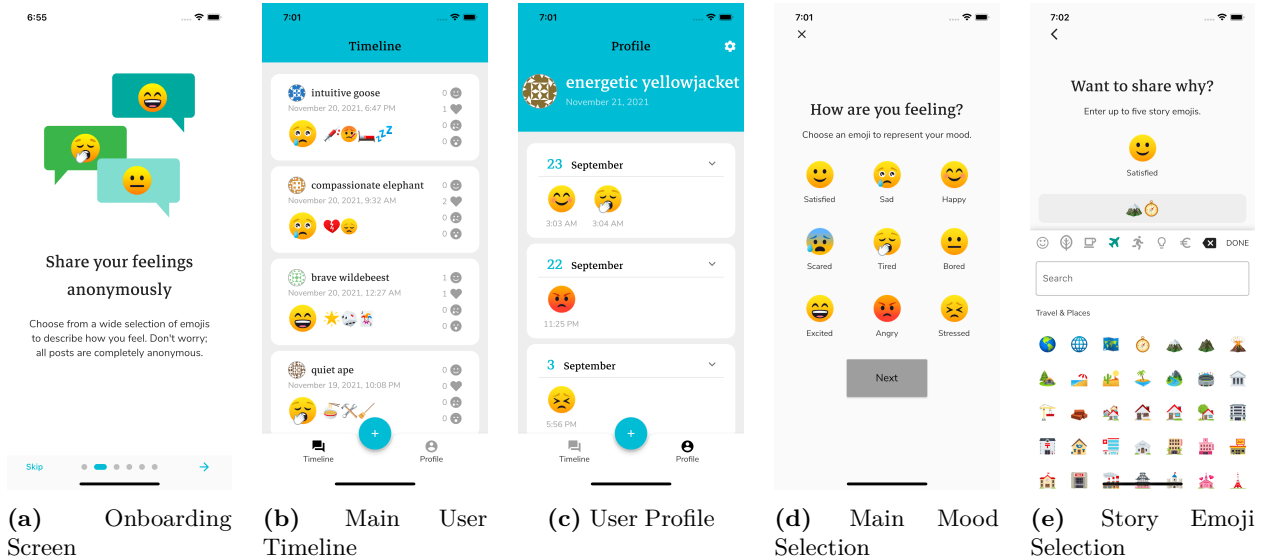 6:55
Share your feelings
anonymously
Choose from a wide selection of emojis
to describe how you feel. Don't worry;
all posts are completely anonymous.
Skip
(a) Onboarding
Screen
7:01
Timeline
intuitive goose
November 20, 2021, 6:47 PM
0
1
0
0
compassionate elephant
November 20, 2021, 9:32 AM
0
2
0
0
brave wildebeest
November 20, 2021, 12:27 AM
1
1
0
0
quiet ape
November 19, 2021, 10:08 PM
0
0
0
0
+
Timeline
Profile
(b) Main User
Timeline
7:01
Profile
energetic yellowjacket
November 21, 2021
23 September
3:03 AM 3:04 AM
22 September
11:25 PM
3 September
5:56 PM
+
Timeline
Profile
(c) User Profile
7:01
How are you feeling?
Choose an emoji to represent your mood.
Satisfied Sad Happy
Scared Tired Bored
Excited Angry Stressed
Next
(d) Main Mood
Selection
7:02
Want to share why?
Enter up to five story emojis.
Satisfied
DONE
Search
Travel & Places
(e) Story Emoji
Selection